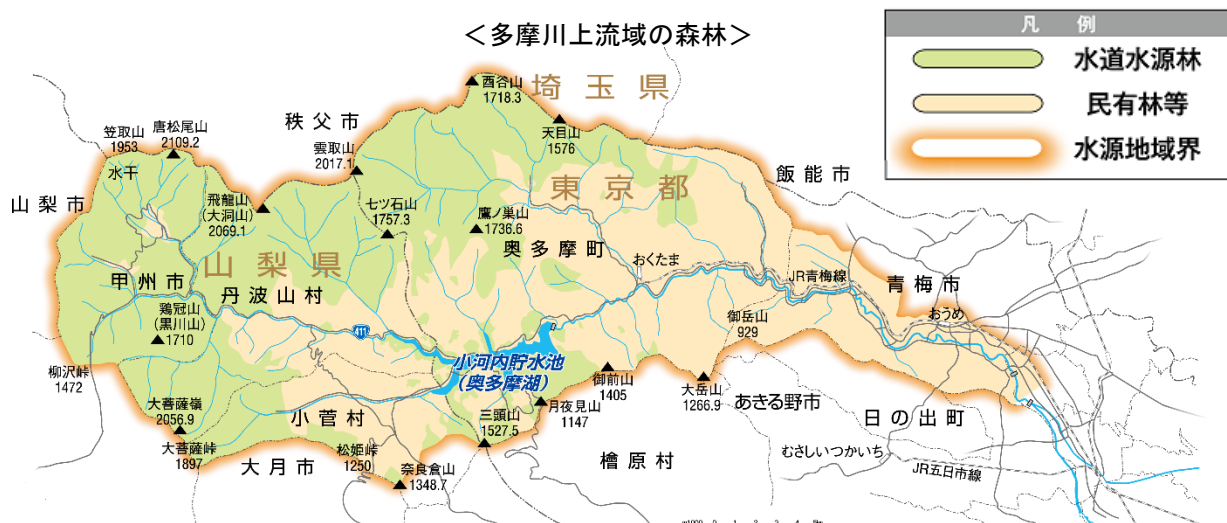 <多摩川上流域の森林>
凡 例
水道水源林
民有林等
水源地域界
埼玉県
酉谷山
1718.3
秩父市
天目山
1576
笠取山
1953
唐松尾山
2109.2
雲取山
2017.1
水干
飯能市
東京都
山梨市
飛龍山
(大洞山)
2069.1
七ツ石山
1757.3
鷹ノ巣山
1736.6
奥多摩町
おくたま
山梨県
甲州市
丹波山村
JR青梅線
青梅市
おうめ
鶏冠山
(黒川山)
1710
411
御岳山
929
小河内貯水池
(奥多摩湖)
柳沢峠
1472
御前山
1405
大岳山
1266.9
あきる野市
日の出町
大菩薩嶺
2056.9
小菅村
三頭山
1527.5
月夜見山
1147
大菩薩峠
1897
大月市
松姫峠
1250
奈良倉山
1348.7
檜原村
むさしいつかいち
JR五日市線